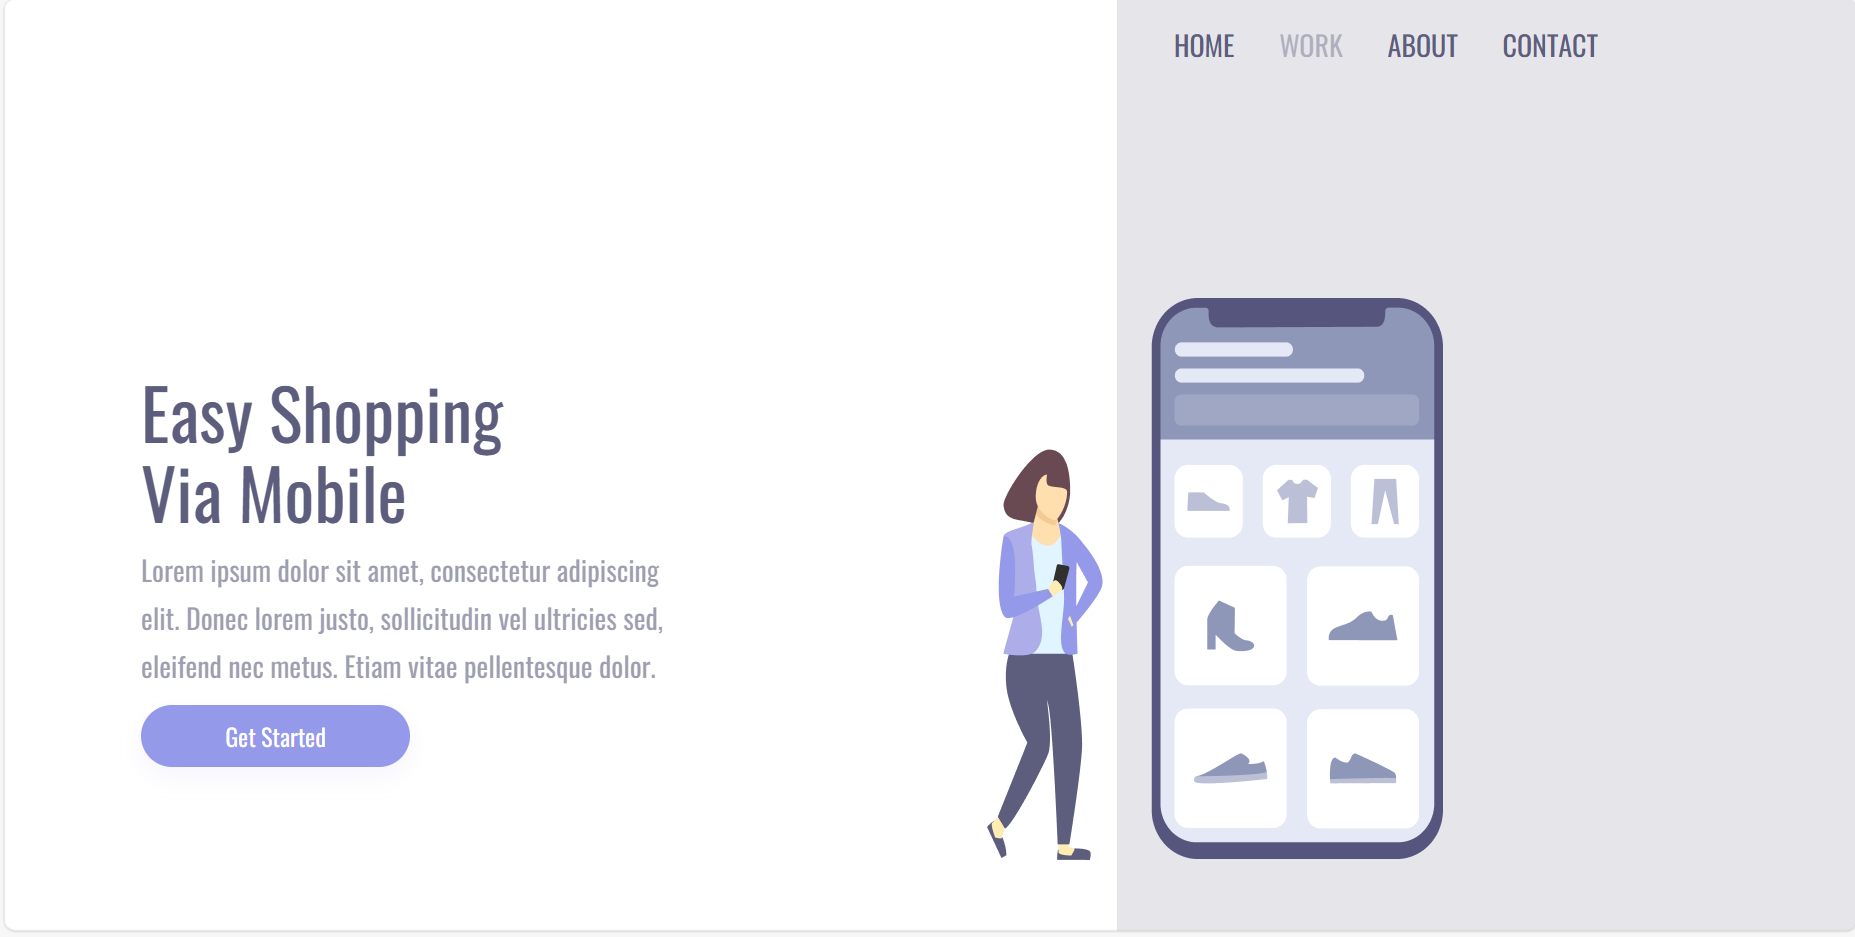 HOME WORK ABOUT CONTACT
Easy Shopping
Via Mobile
Lorem ipsum dolor sit amet, consectetur adipiscing
elit. Donec lorem justo, sollicitudin vel ultricies sed,
eleifend nec metus. Etiam vitae pellentesque dolor.
Get Started